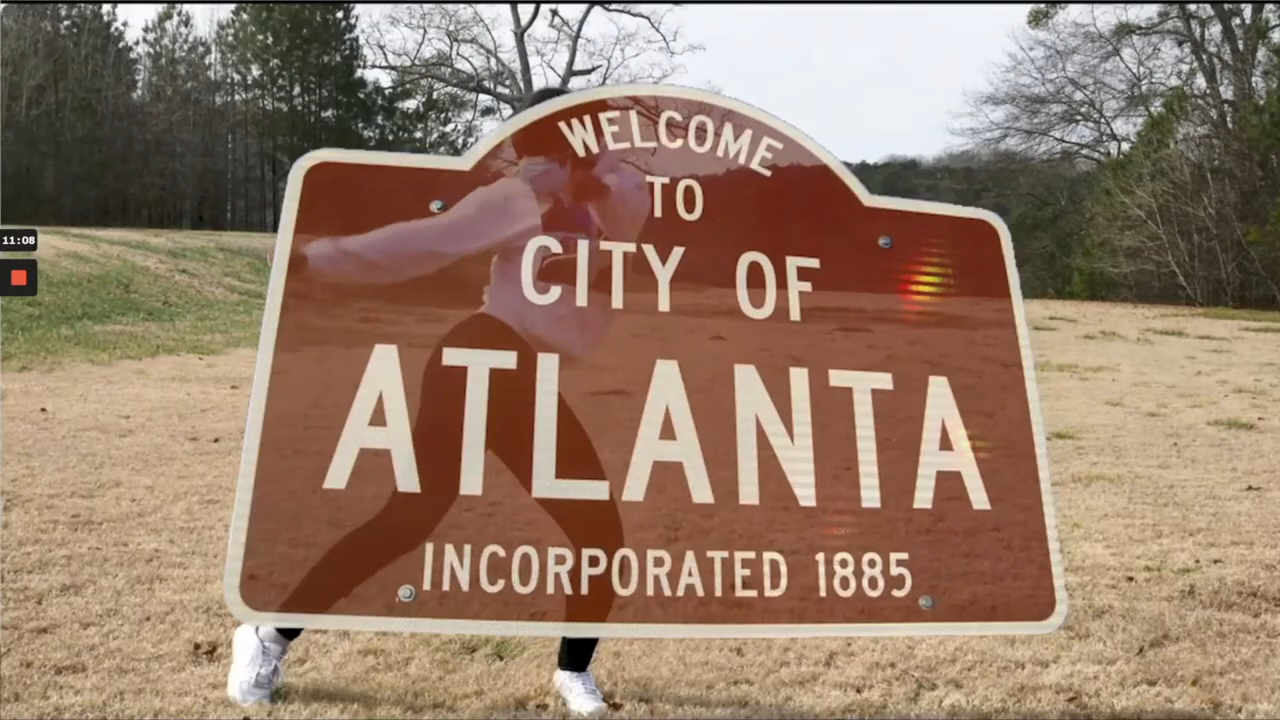 WELCOME
TO
CITY OF
ATLANTA
INCORPORATED 1885
11:08